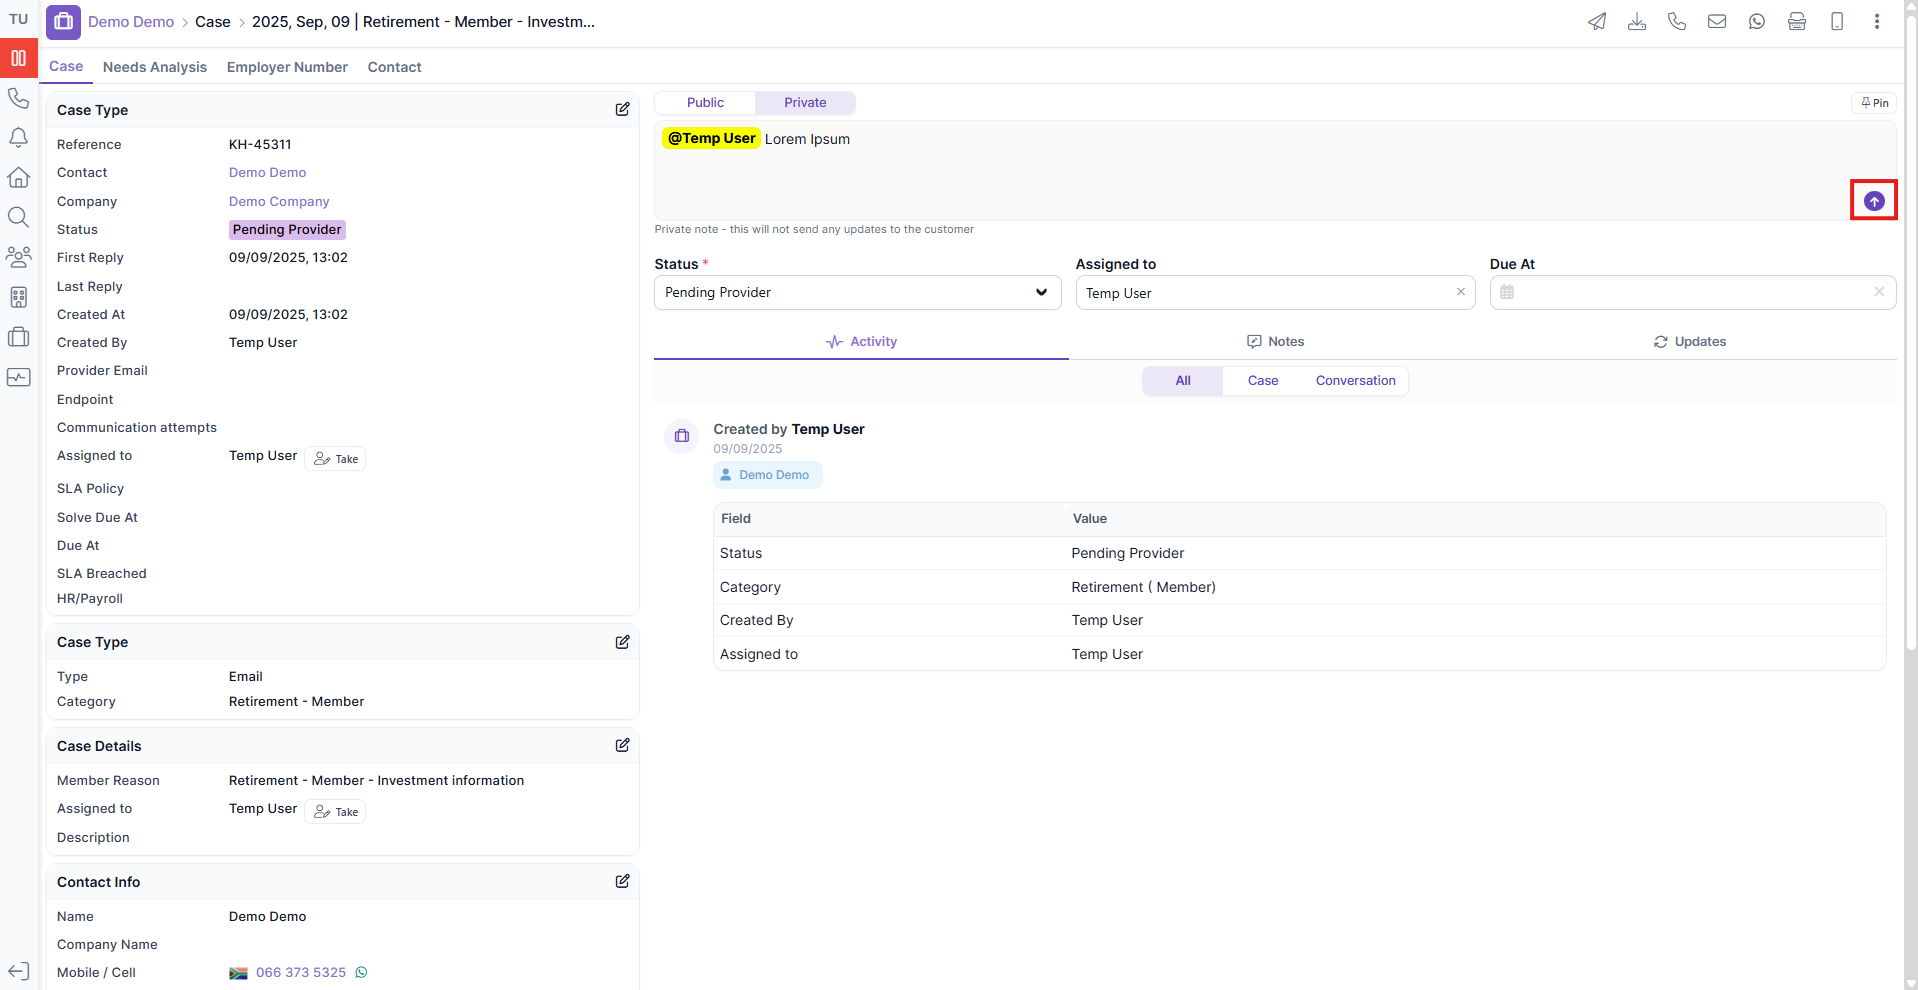 TU
Demo Demo > Case > 2025, Sep, 09 | Retirement - Member - Investm...
Case Needs Analysis Employer Number Contact
Case Type
Reference KH-45311
Contact Demo Demo
Company Demo Company
Status Pending Provider
First Reply 09/09/2025, 13:02
Last Reply
Created At 09/09/2025, 13:02
Created By Temp User
Provider Email
Endpoint
Communication attempts
Assigned to Temp User Take
SLA Policy
Solve Due At
Due At
SLA Breached
HR/Payroll
Case Type
Type Email
Category Retirement - Member
Case Details
Member Reason Retirement - Member - Investment information
Assigned to Temp User Take
Description
Contact Info
Name Demo Demo
Company Name
Mobile / Cell 066 373 5325
Public Private Pin
@Temp User Lorem Ipsum
Private note - this will not send any updates to the customer
Status * Assigned to Due At
Pending Provider Temp User
Activity Notes Updates
All Case Conversation
Created by Temp User
09/09/2025
Demo Demo
Field Value
Status Pending Provider
Category Retirement ( Member)
Created By Temp User
Assigned to Temp User